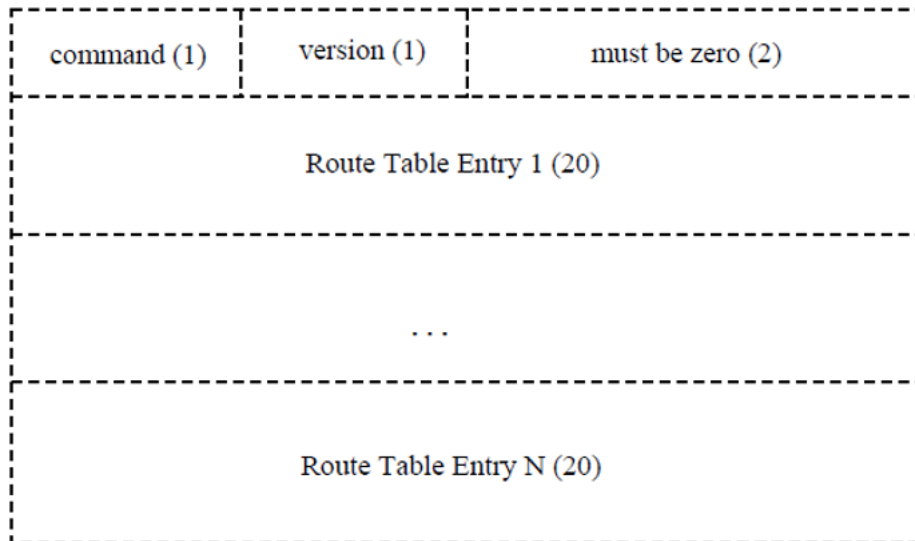 command (1) version (1) must be zero (2)
Route Table Entry 1 (20)
. . .
Route Table Entry N (20)